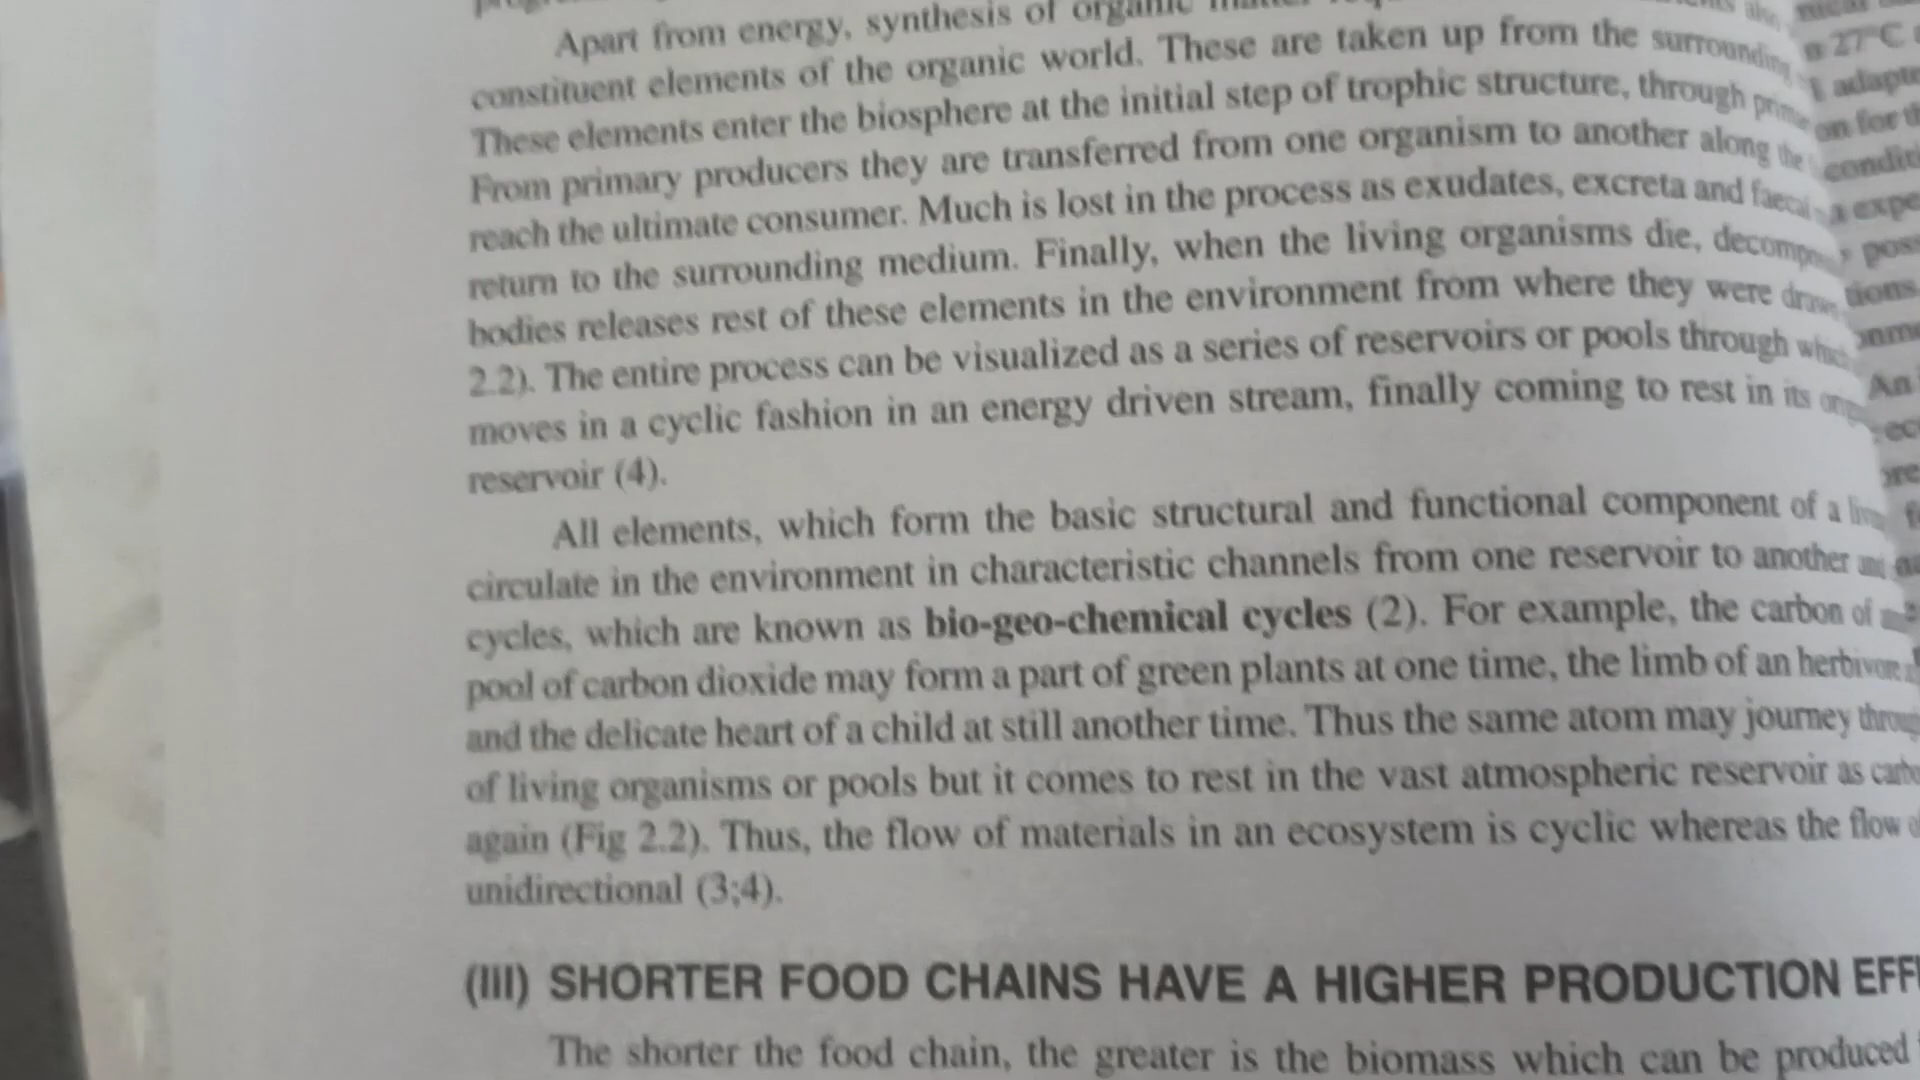 Apart from energy, synthesis of organic matter
constituent elements of the organic world. These are taken up from the surrounding
These elements enter the biosphere at the initial step of trophic structure, through
From primary producers they are transferred from one organism to another along the
reach the ultimate consumer. Much is lost in the process as exudates, excreta and faecal
return to the surrounding medium. Finally, when the living organisms die,
bodies releases rest of these elements in the environment from where they were
2.2). The entire process can be visualized as a series of reservoirs or pools through which
moves in a cyclic fashion in an energy driven stream, finally coming to rest in its
reservoir (4).
All elements, which form the basic structural and functional component of a
circulate in the environment in characteristic channels from one reservoir to another
cycles, which are known as bio-geo-chemical cycles (2). For example, the carbon of
pool of carbon dioxide may form a part of green plants at one time, the limb of an herbivore
and the delicate heart of a child at still another time. Thus the same atom may journey
of living organisms or pools but it comes to rest in the vast atmospheric reservoir as
again (Fig 2.2). Thus, the flow of materials in an ecosystem is cyclic whereas the flow
unidirectional (3;4).
(III) SHORTER FOOD CHAINS HAVE A HIGHER PRODUCTION
The shorter the food chain, the greater is the biomass which can be produced